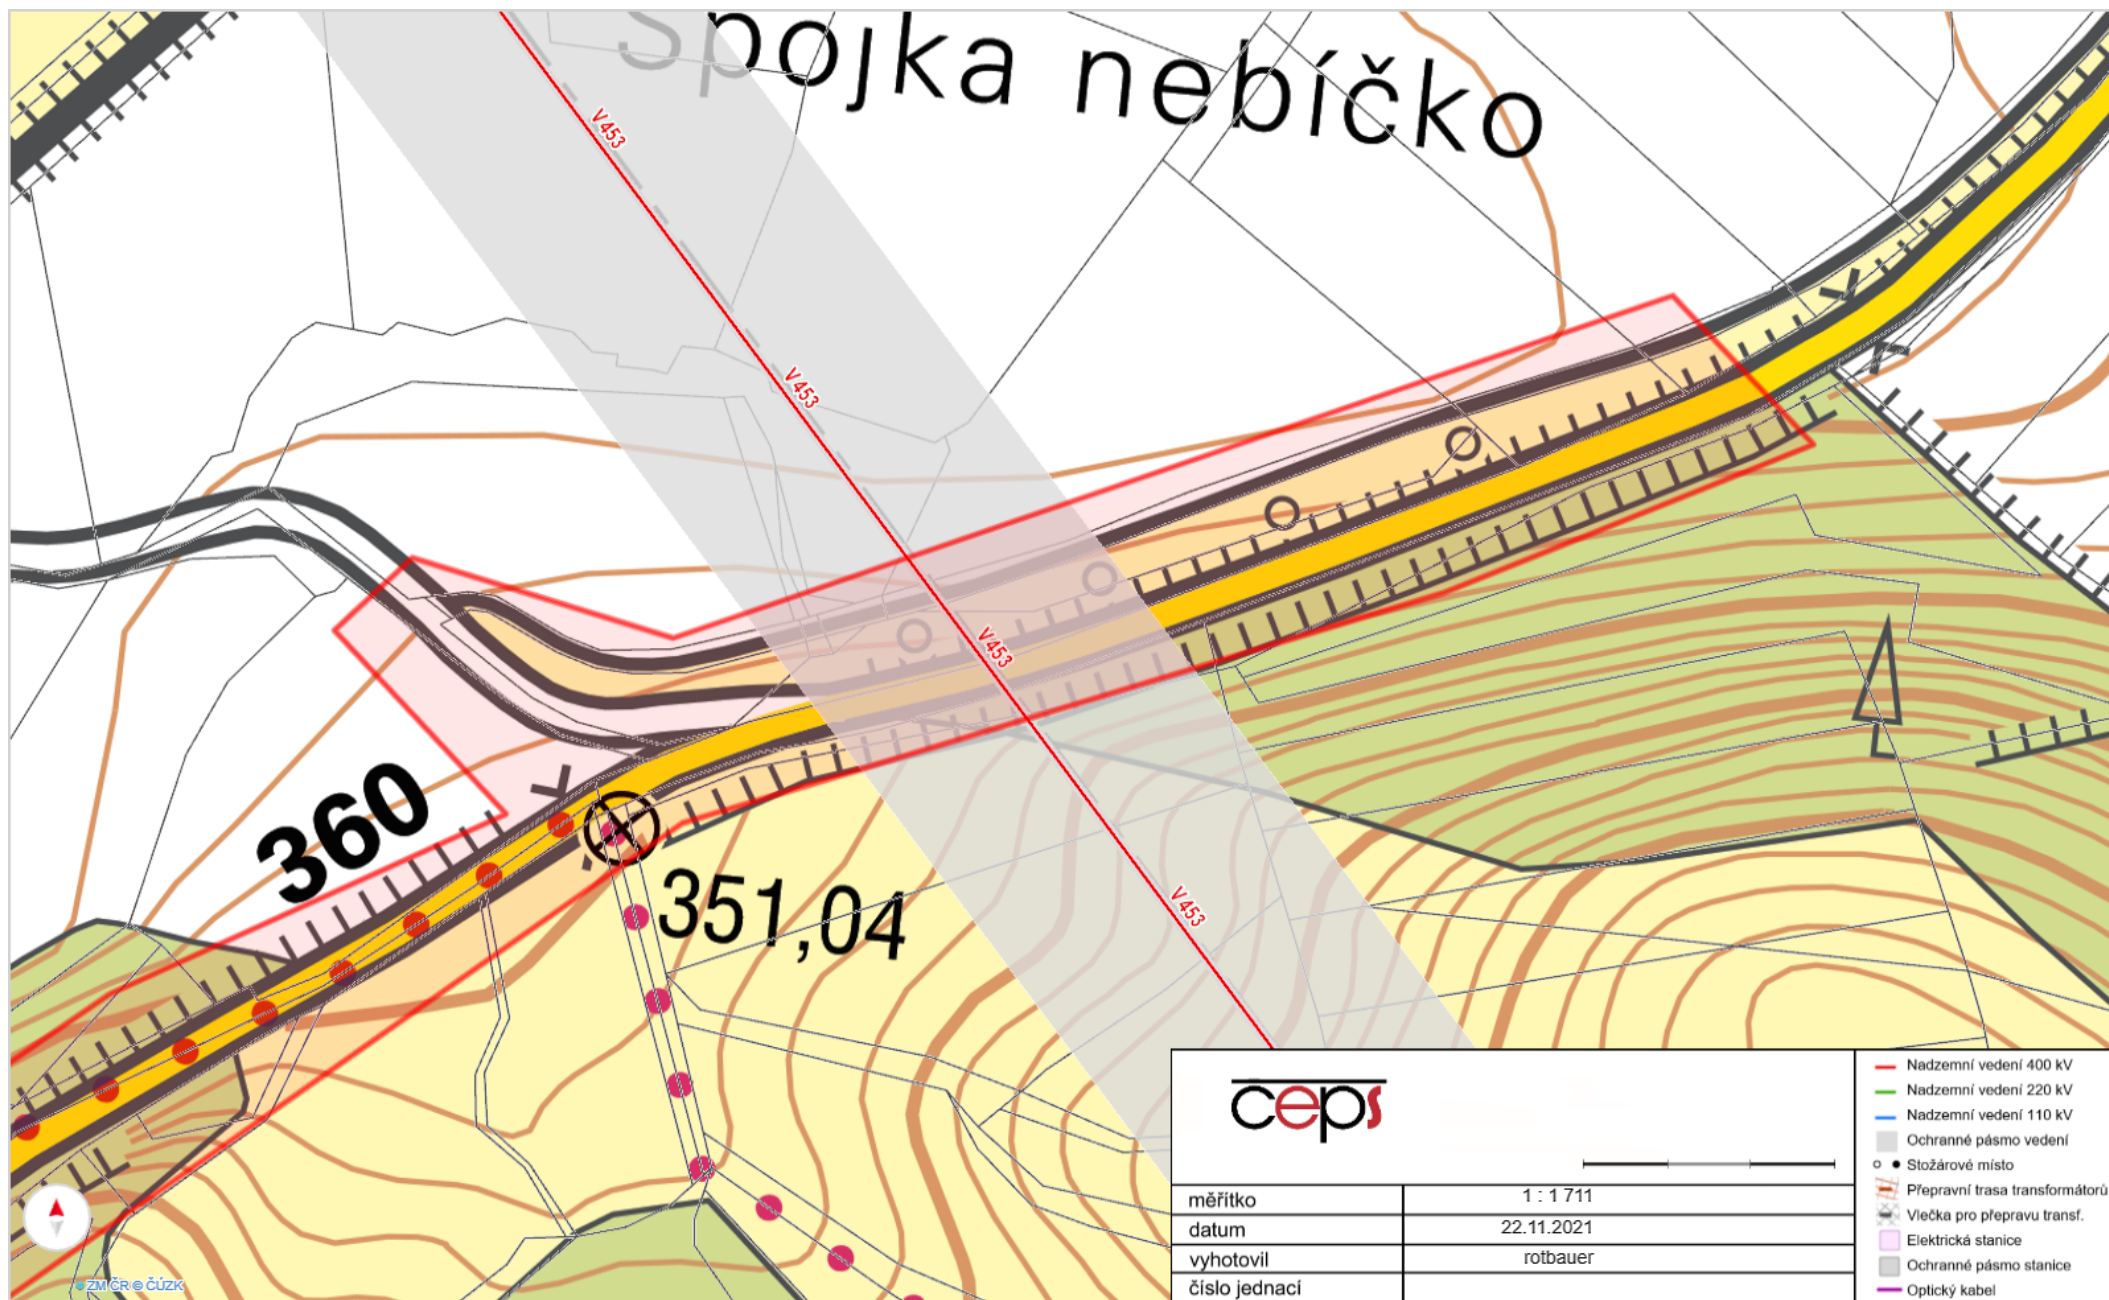 Spojka nebíčko
V453
V453
V453
V453
360
351,04
ZM ČR © ČÚZK
čeps
měřítko 1 : 1 711
datum 22.11.2021
vyhotovil rotbauer
číslo jednací
Nadzemní vedení 400 kV
Nadzemní vedení 220 kV
Nadzemní vedení 110 kV
Ochranné pásmo vedení
Stožárové místo
Přepravní trasa transformátorů
Vlečka pro přepravu transf.
Elektrická stanice
Ochranné pásmo stanice
Optický kabel